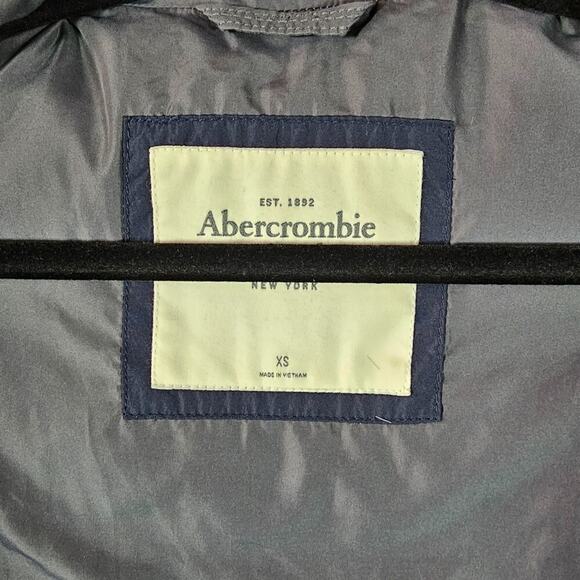 EST. 1892
Abercrombie
NEW YORK
XS
MADE IN VIETNAM